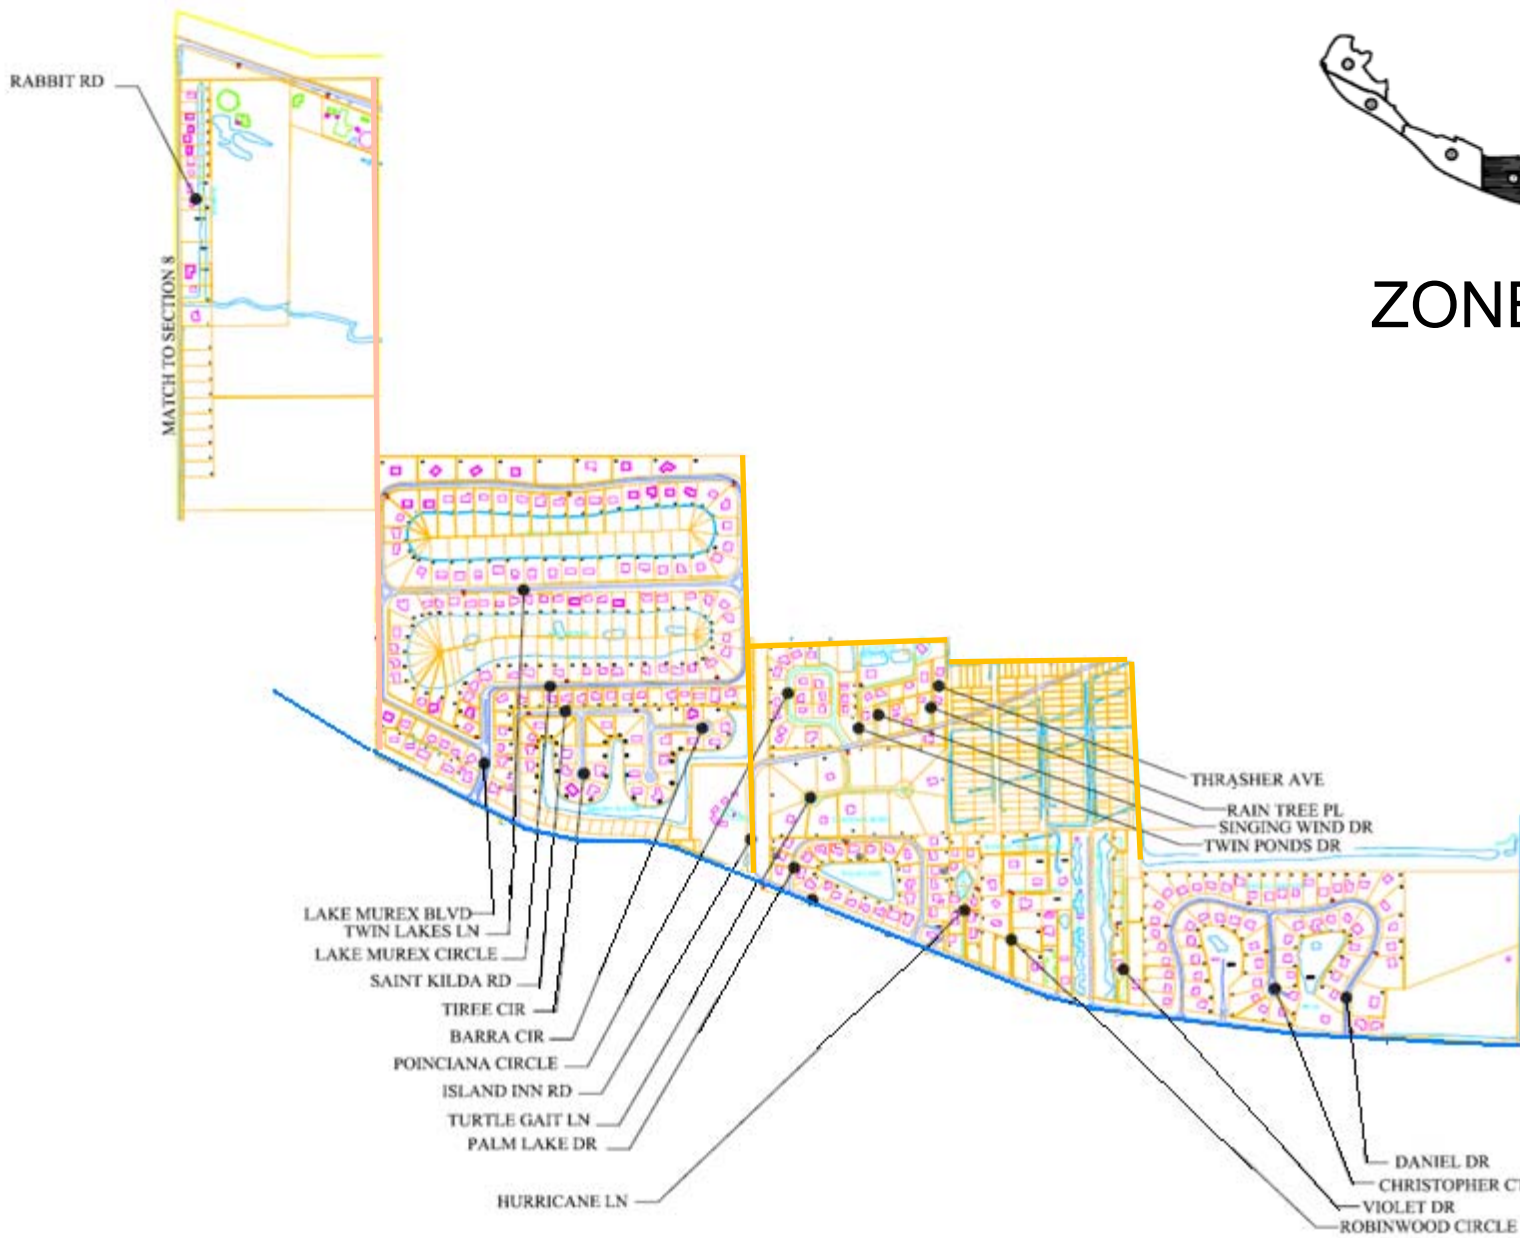 RABBIT RD
ZONE
MATCH TO SECTION 8
THRASHER AVE
RAIN TREE PL
SINGING WIND DR
TWIN PONDS DR
LAKE MUREX BLVD
TWIN LAKES LN
LAKE MUREX CIRCLE
SAINT KILDA RD
TIREE CIR
BARRA CIR
POINCIANA CIRCLE
ISLAND INN RD
TURTLE GAIT LN
PALM LAKE DR
HURRICANE LN
DANIEL DR
CHRISTOPHER CT
VIOLET DR
ROBINWOOD CIRCLE